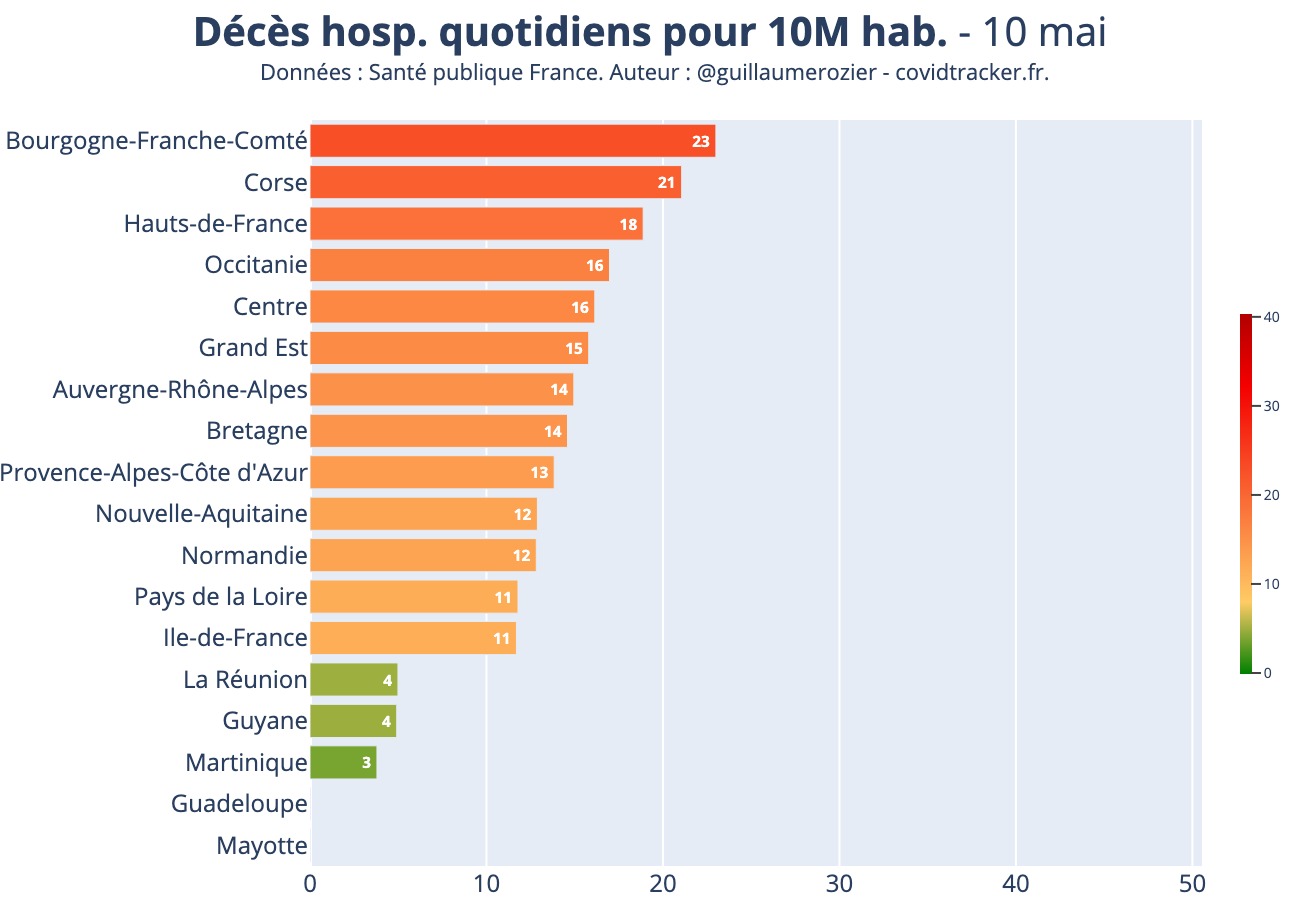 Décès hosp. quotidiens pour 10M hab. - 10 mai
Données : Santé publique France. Auteur : @guillaumerozier - covidtracker.fr.
Bourgogne-Franche-Comté 23
Corse 21
Hauts-de-France 18
Occitanie 16
Centre 16
Grand Est 15
Auvergne-Rhône-Alpes 14
Bretagne 14
Provence-Alpes-Côte d'Azur 13
Nouvelle-Aquitaine 12
Normandie 12
Pays de la Loire 11
Ile-de-France 11
La Réunion 4
Guyane 4
Martinique 3
Guadeloupe
Mayotte
0 10 20 30 40 50
40
30
20
10
0